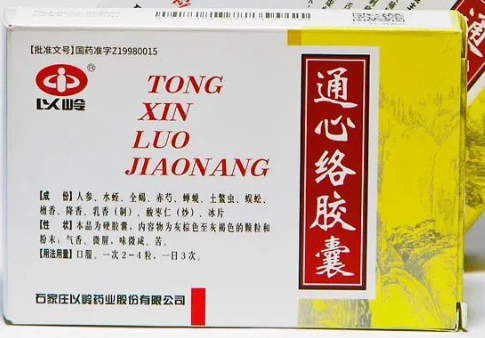 【批准文号】国药准字Z19980015
以岭
®
TONG
XIN
LUO
JIAONANG
通心络胶囊
【成 份】人参、水蛭、全蝎、赤芍、蝉蜕、土鳖虫、蜈蚣、
檀香、降香、乳香（制）、酸枣仁（炒）、冰片
【性 状】本品为硬胶囊，内容物为灰棕色至灰褐色的颗粒和
粉末；气香、微腥，味微咸、苦。
【用法用量】口服。一次2-4粒，一日3次。
石家庄以岭药业股份有限公司